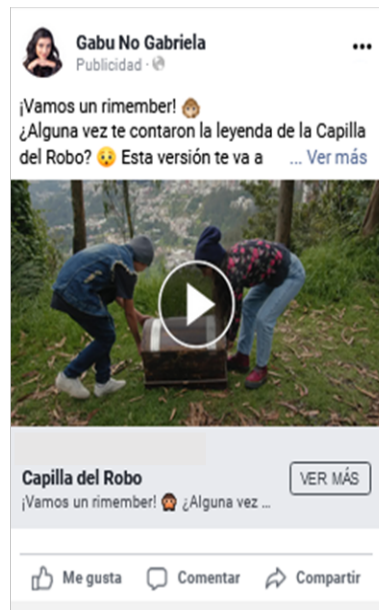 Gabu No Gabriela
Publicidad ·
¡Vamos un rimember! 🙊
¿Alguna vez te contaron la leyenda de la Capilla
del Robo? 😯 Esta versión te va a ... Ver más
Capilla del Robo
¡Vamos un rimember! 🙊 ¿Alguna vez ...
VER MÁS
Me gusta
Comentar
Compartir